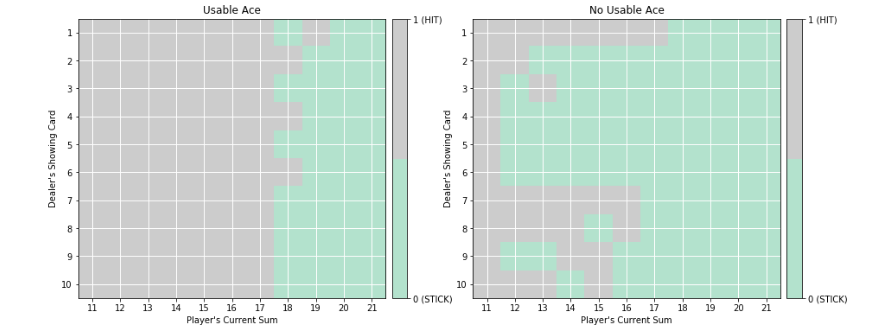 Usable Ace
1
2
3
4
5
6
7
8
9
10
Dealer's Showing Card
11 12 13 14 15 16 17 18 19 20 21
Player's Current Sum
1 (HIT)
0 (STICK)
No Usable Ace
1
2
3
4
5
6
7
8
9
10
Dealer's Showing Card
11 12 13 14 15 16 17 18 19 20 21
Player's Current Sum
1 (HIT)
0 (STICK)